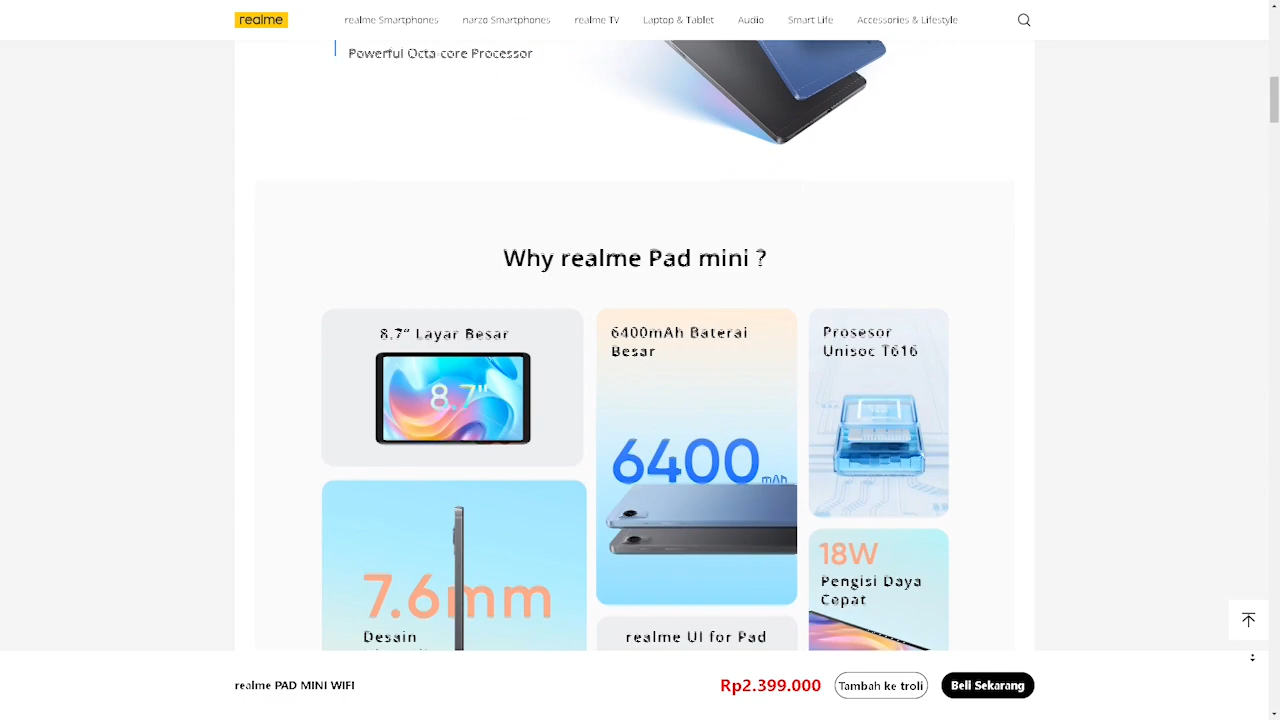 realme
realme Smartphones
narzo Smartphones
realme TV
Laptop & Tablet
Audio
Smart Life
Accessories & Lifestyle
Powerful Octa-core Processor
Why realme Pad mini ?
8.7” Layar Besar
8.7"
6400mAh Baterai
Besar
6400 mAh
Prosesor
Unisoc T616
7.6mm
Desain
18W
Pengisi Daya
Cepat
realme UI for Pad
realme PAD MINI WIFI
Rp2.399.000
Tambah ke troli
Beli Sekarang